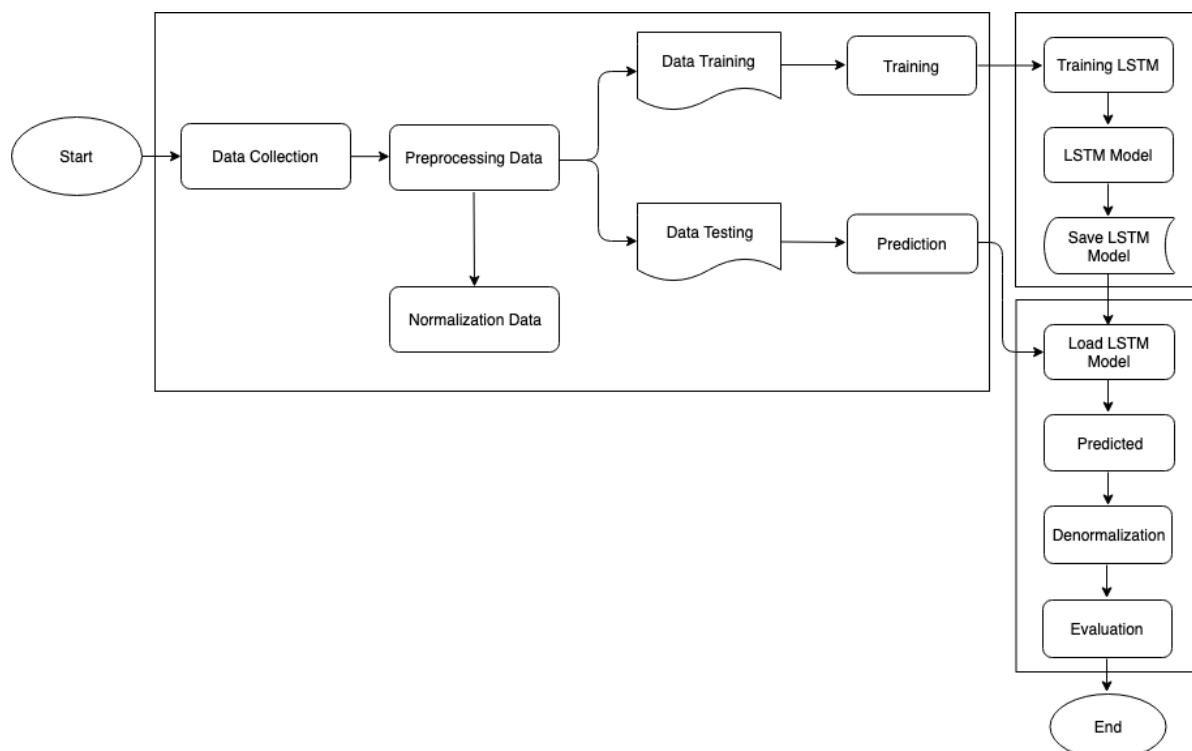 Start
Data Collection
Preprocessing Data
Normalization Data
Data Training
Training
Data Testing
Prediction
Training LSTM
LSTM Model
Save LSTM
Model
Load LSTM
Model
Predicted
Denormalization
Evaluation
End